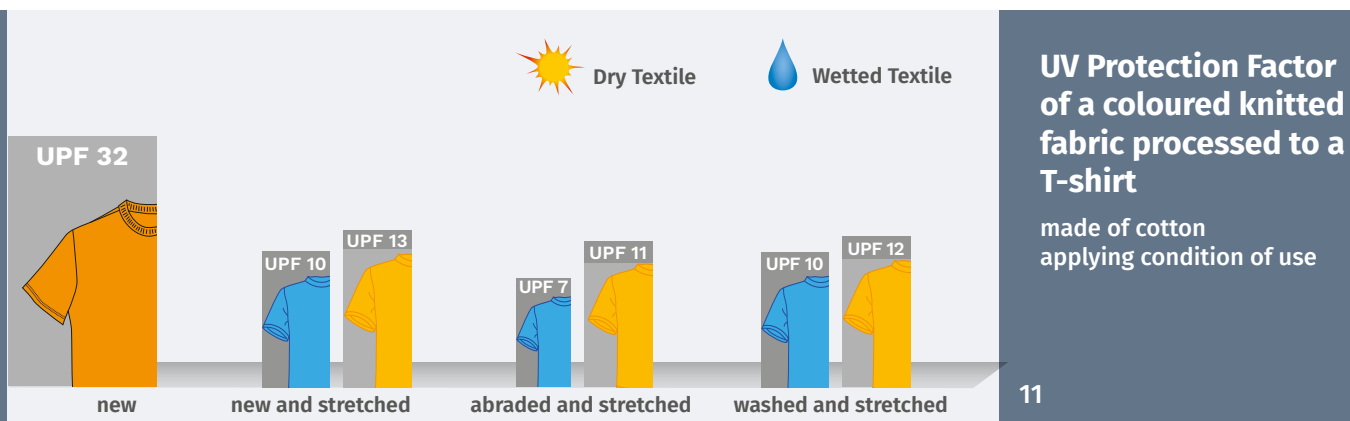 Dry Textile
Wetted Textile
UPF 32
UPF 10
UPF 13
UPF 7
UPF 11
UPF 10
UPF 12
new
new and stretched
abraded and stretched
washed and stretched
UV Protection Factor
of a coloured knitted
fabric processed to a
T-shirt
made of cotton
applying condition of use
11